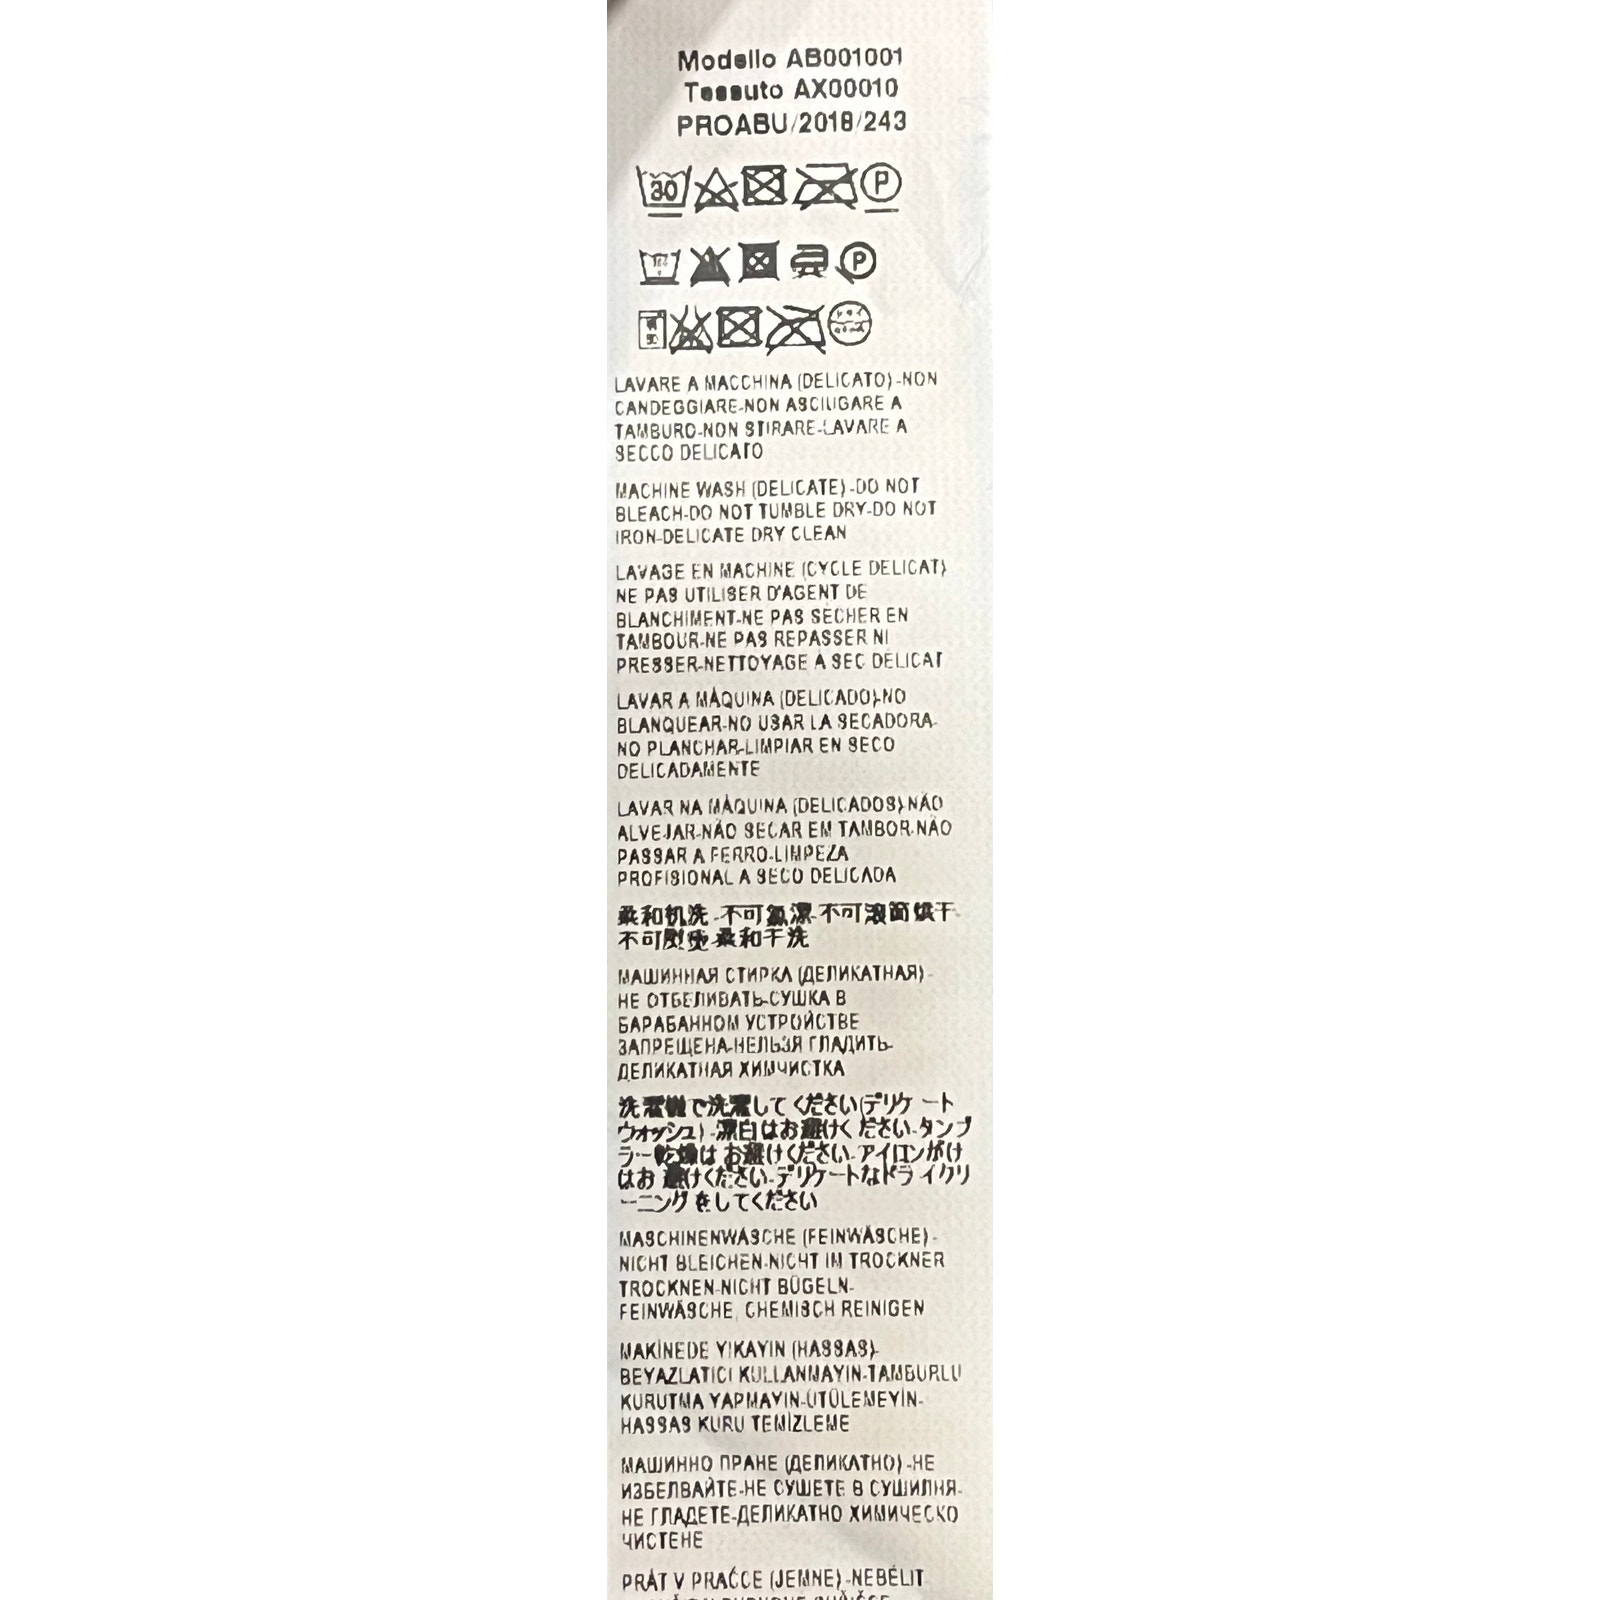 Modello AB001001
Tessuto AX00010
PROABU/2018/243
30
P
P
LAVARE A MACCHINA (DELICATO)-NON
CANDEGGIARE-NON ASCIUGARE A
TAMBURO-NON STIRARE-LAVARE A
SECCO DELICATO
MACHINE WASH (DELICATE)-DO NOT
BLEACH-DO NOT TUMBLE DRY-DO NOT
IRON-DELICATE DRY CLEAN
LAVAGE EN MACHINE (CYCLE DELICAT)
NE PAS UTILISER D'AGENT DE
BLANCHIMENT-NE PAS SÉCHER EN
TAMBOUR-NE PAS REPASSER NI
PRESSER-NETTOYAGE À SEC DÉLICAT
LAVAR A MÁQUINA (DELICADO)-NO
BLANQUEAR-NO USAR LA SECADORA-
NO PLANCHAR-LIMPIAR EN SECO
DELICADAMENTE
LAVAR NA MÁQUINA (DELICADOS)-NÃO
ALVEJAR-NÃO SECAR EM TAMBOR-NÃO
PASSAR A FERRO-LIMPEZA
PROFISIONAL A SECO DELICADA
柔和机洗-不可氯漂-不可滚筒烘干-
不可熨烫-柔和干洗
МАШИННАЯ СТИРКА (ДЕЛИКАТНАЯ)-
НЕ ОТБЕЛИВАТЬ-СУШКА В
БАРАБАННОМ УСТРОЙСТВЕ
ЗАПРЕЩЕНА-НЕЛЬЗЯ ГЛАДИТЬ-
ДЕЛИКАТНАЯ ХИМЧИСТКА
洗濯機で洗濯してください(デリケート
ウォッシュ)-漂白はお避けください-タンブ
ラー乾燥はお避けください-アイロンがけ
はお避けください-デリケートなドライクリ
ーニングをしてください
MASCHINENWÄSCHE (FEINWÄSCHE)-
NICHT BLEICHEN-NICHT IM TROCKNER
TROCKNEN-NICHT BÜGELN-
FEINWÄSCHE, CHEMISCH REINIGEN
MAKİNEDE YIKAYIN (HASSAS)-
BEYAZLATICI KULLANMAYIN-TAMBURLU
KURUTMA YAPMAYIN-ÜTÜLEMEYİN-
HASSAS KURU TEMİZLEME
МАШИННО ПРАНЕ (ДЕЛИКАТНО)-НЕ
ИЗБЕЛВАЙТЕ-НЕ СУШЕТЕ В СУШИЛНЯ-
НЕ ГЛАДЕТЕ-ДЕЛИКАТНО ХИМИЧЕСКО
ЧИСТЕНЕ
PRÁT V PRAČCE (JEMNE)-NEBĚLIT-